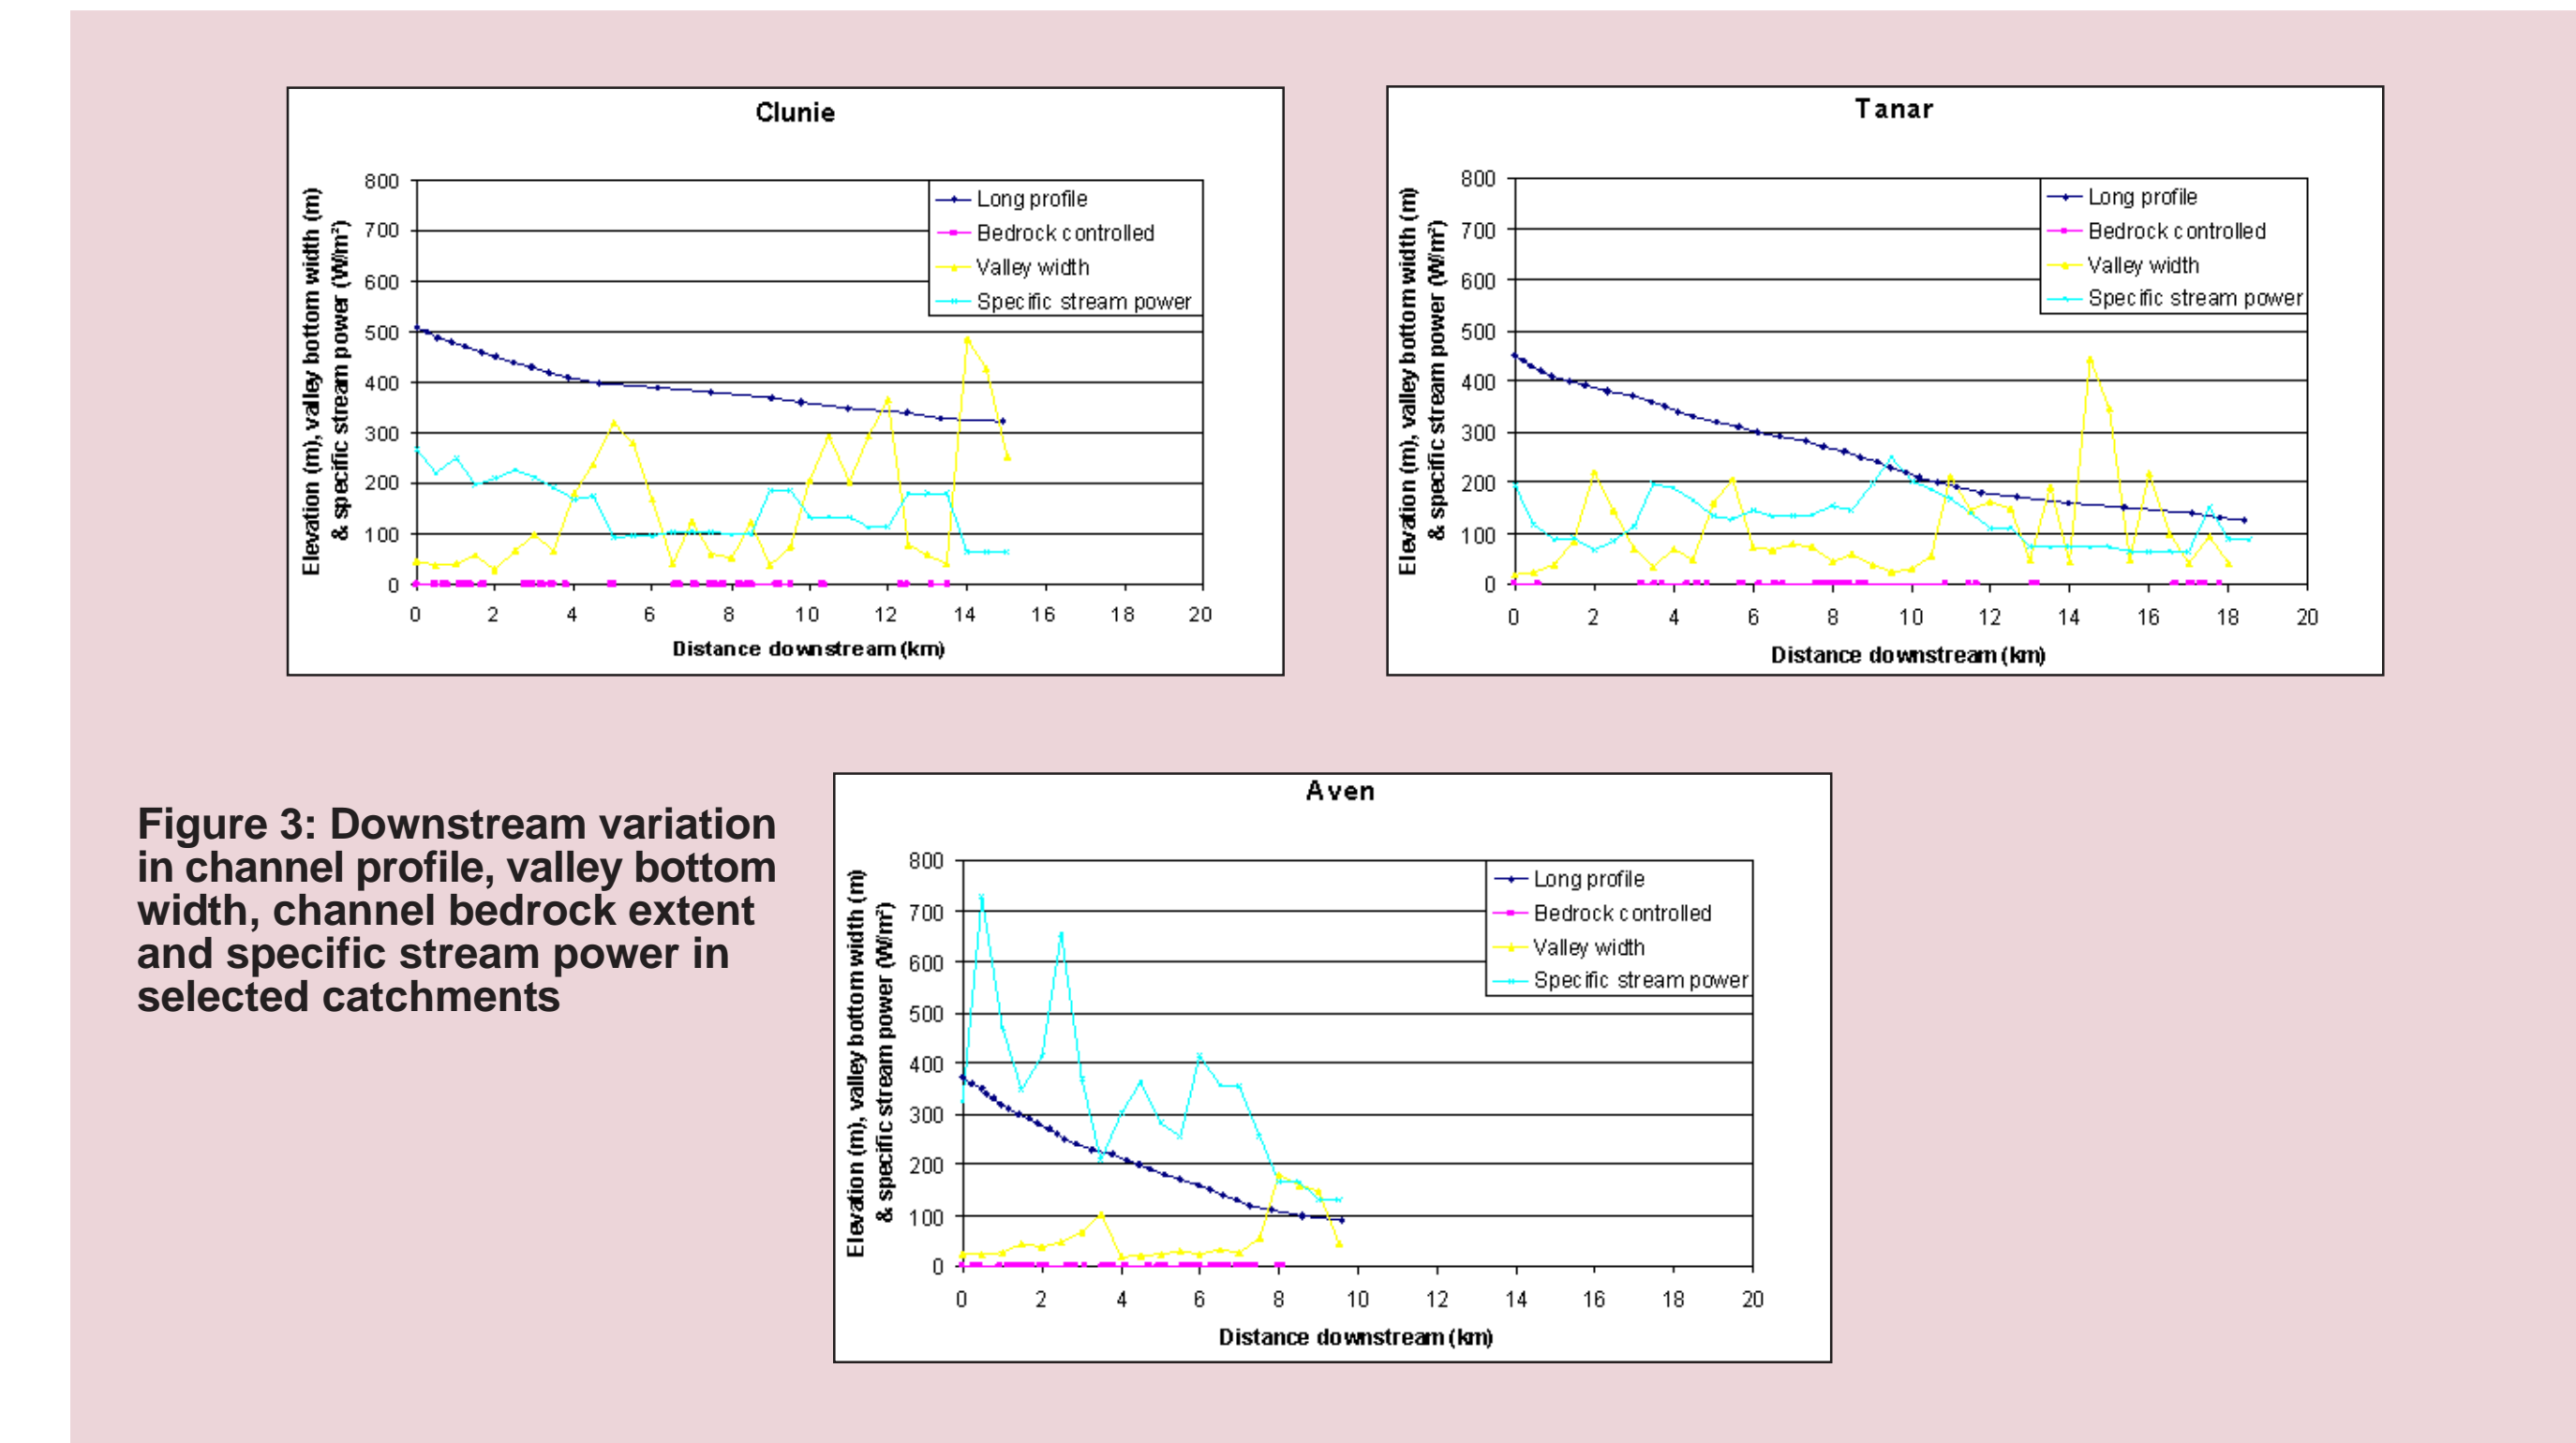 Clunie
Elevation (m), valley bottom width (m)
& specific stream power (W/m²)
800
700
600
500
400
300
200
100
0
Long profile
Bedrock controlled
Valley width
Specific stream power
0 2 4 6 8 10 12 14 16 18 20
Distance downstream (km)
Tanar
Elevation (m), valley bottom width (m)
& specific stream power (W/m²)
800
700
600
500
400
300
200
100
0
Long profile
Bedrock controlled
Valley width
Specific stream power
0 2 4 6 8 10 12 14 16 18 20
Distance downstream (km)
Figure 3: Downstream variation
in channel profile, valley bottom
width, channel bedrock extent
and specific stream power in
selected catchments
Aven
Elevation (m), valley bottom width (m)
& specific stream power (W/m²)
800
700
600
500
400
300
200
100
0
Long profile
Bedrock controlled
Valley width
Specific stream power
0 2 4 6 8 10 12 14 16 18 20
Distance downstream (km)